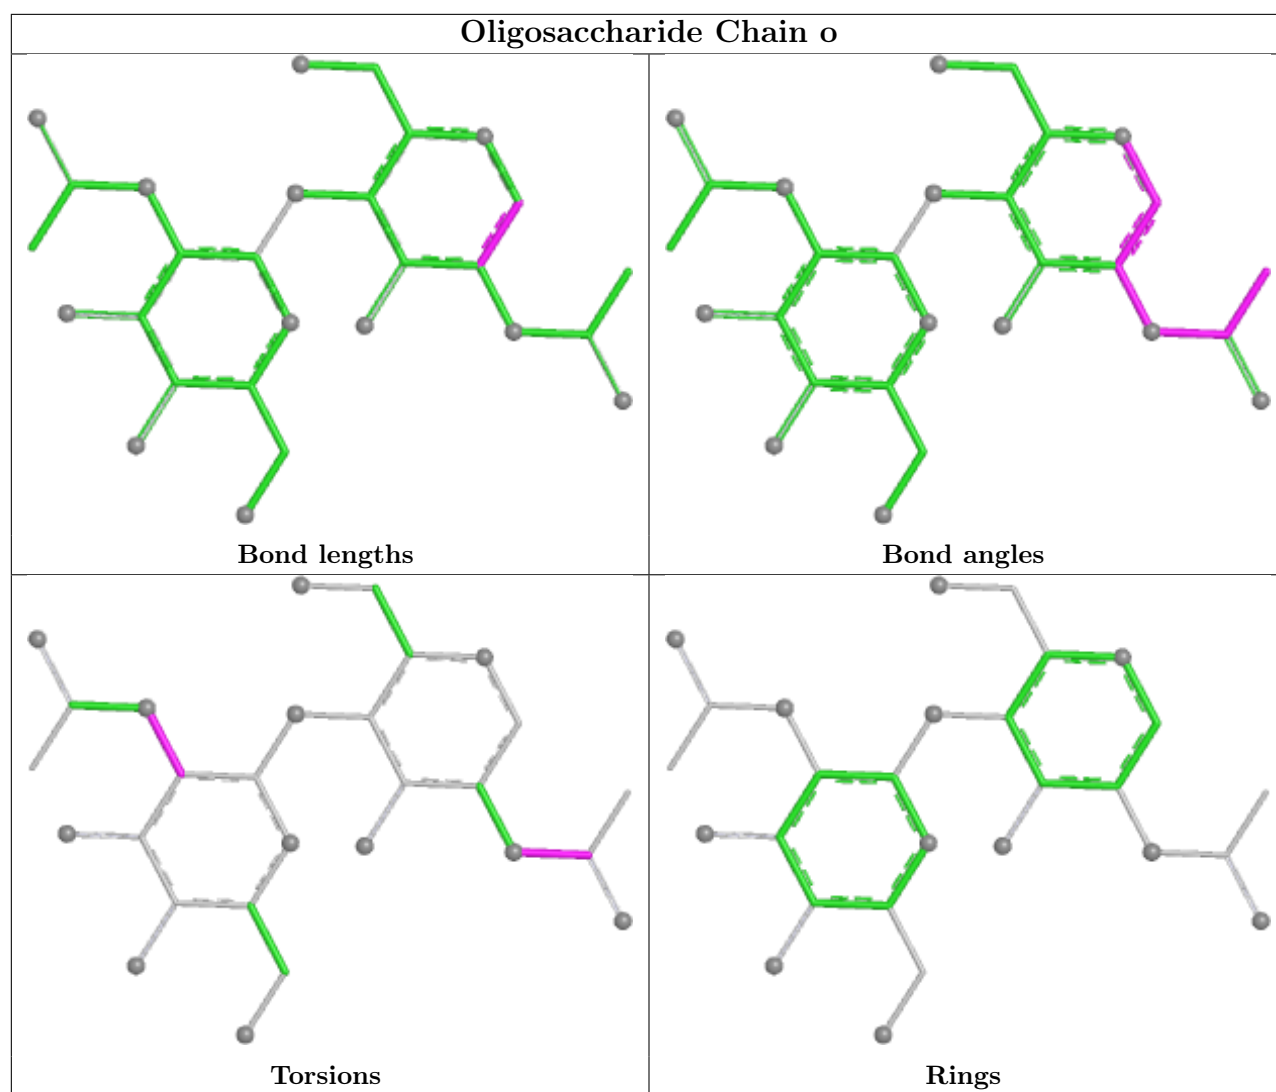 Oligosaccharide Chain o
Bond lengths
Bond angles
Torsions
Rings